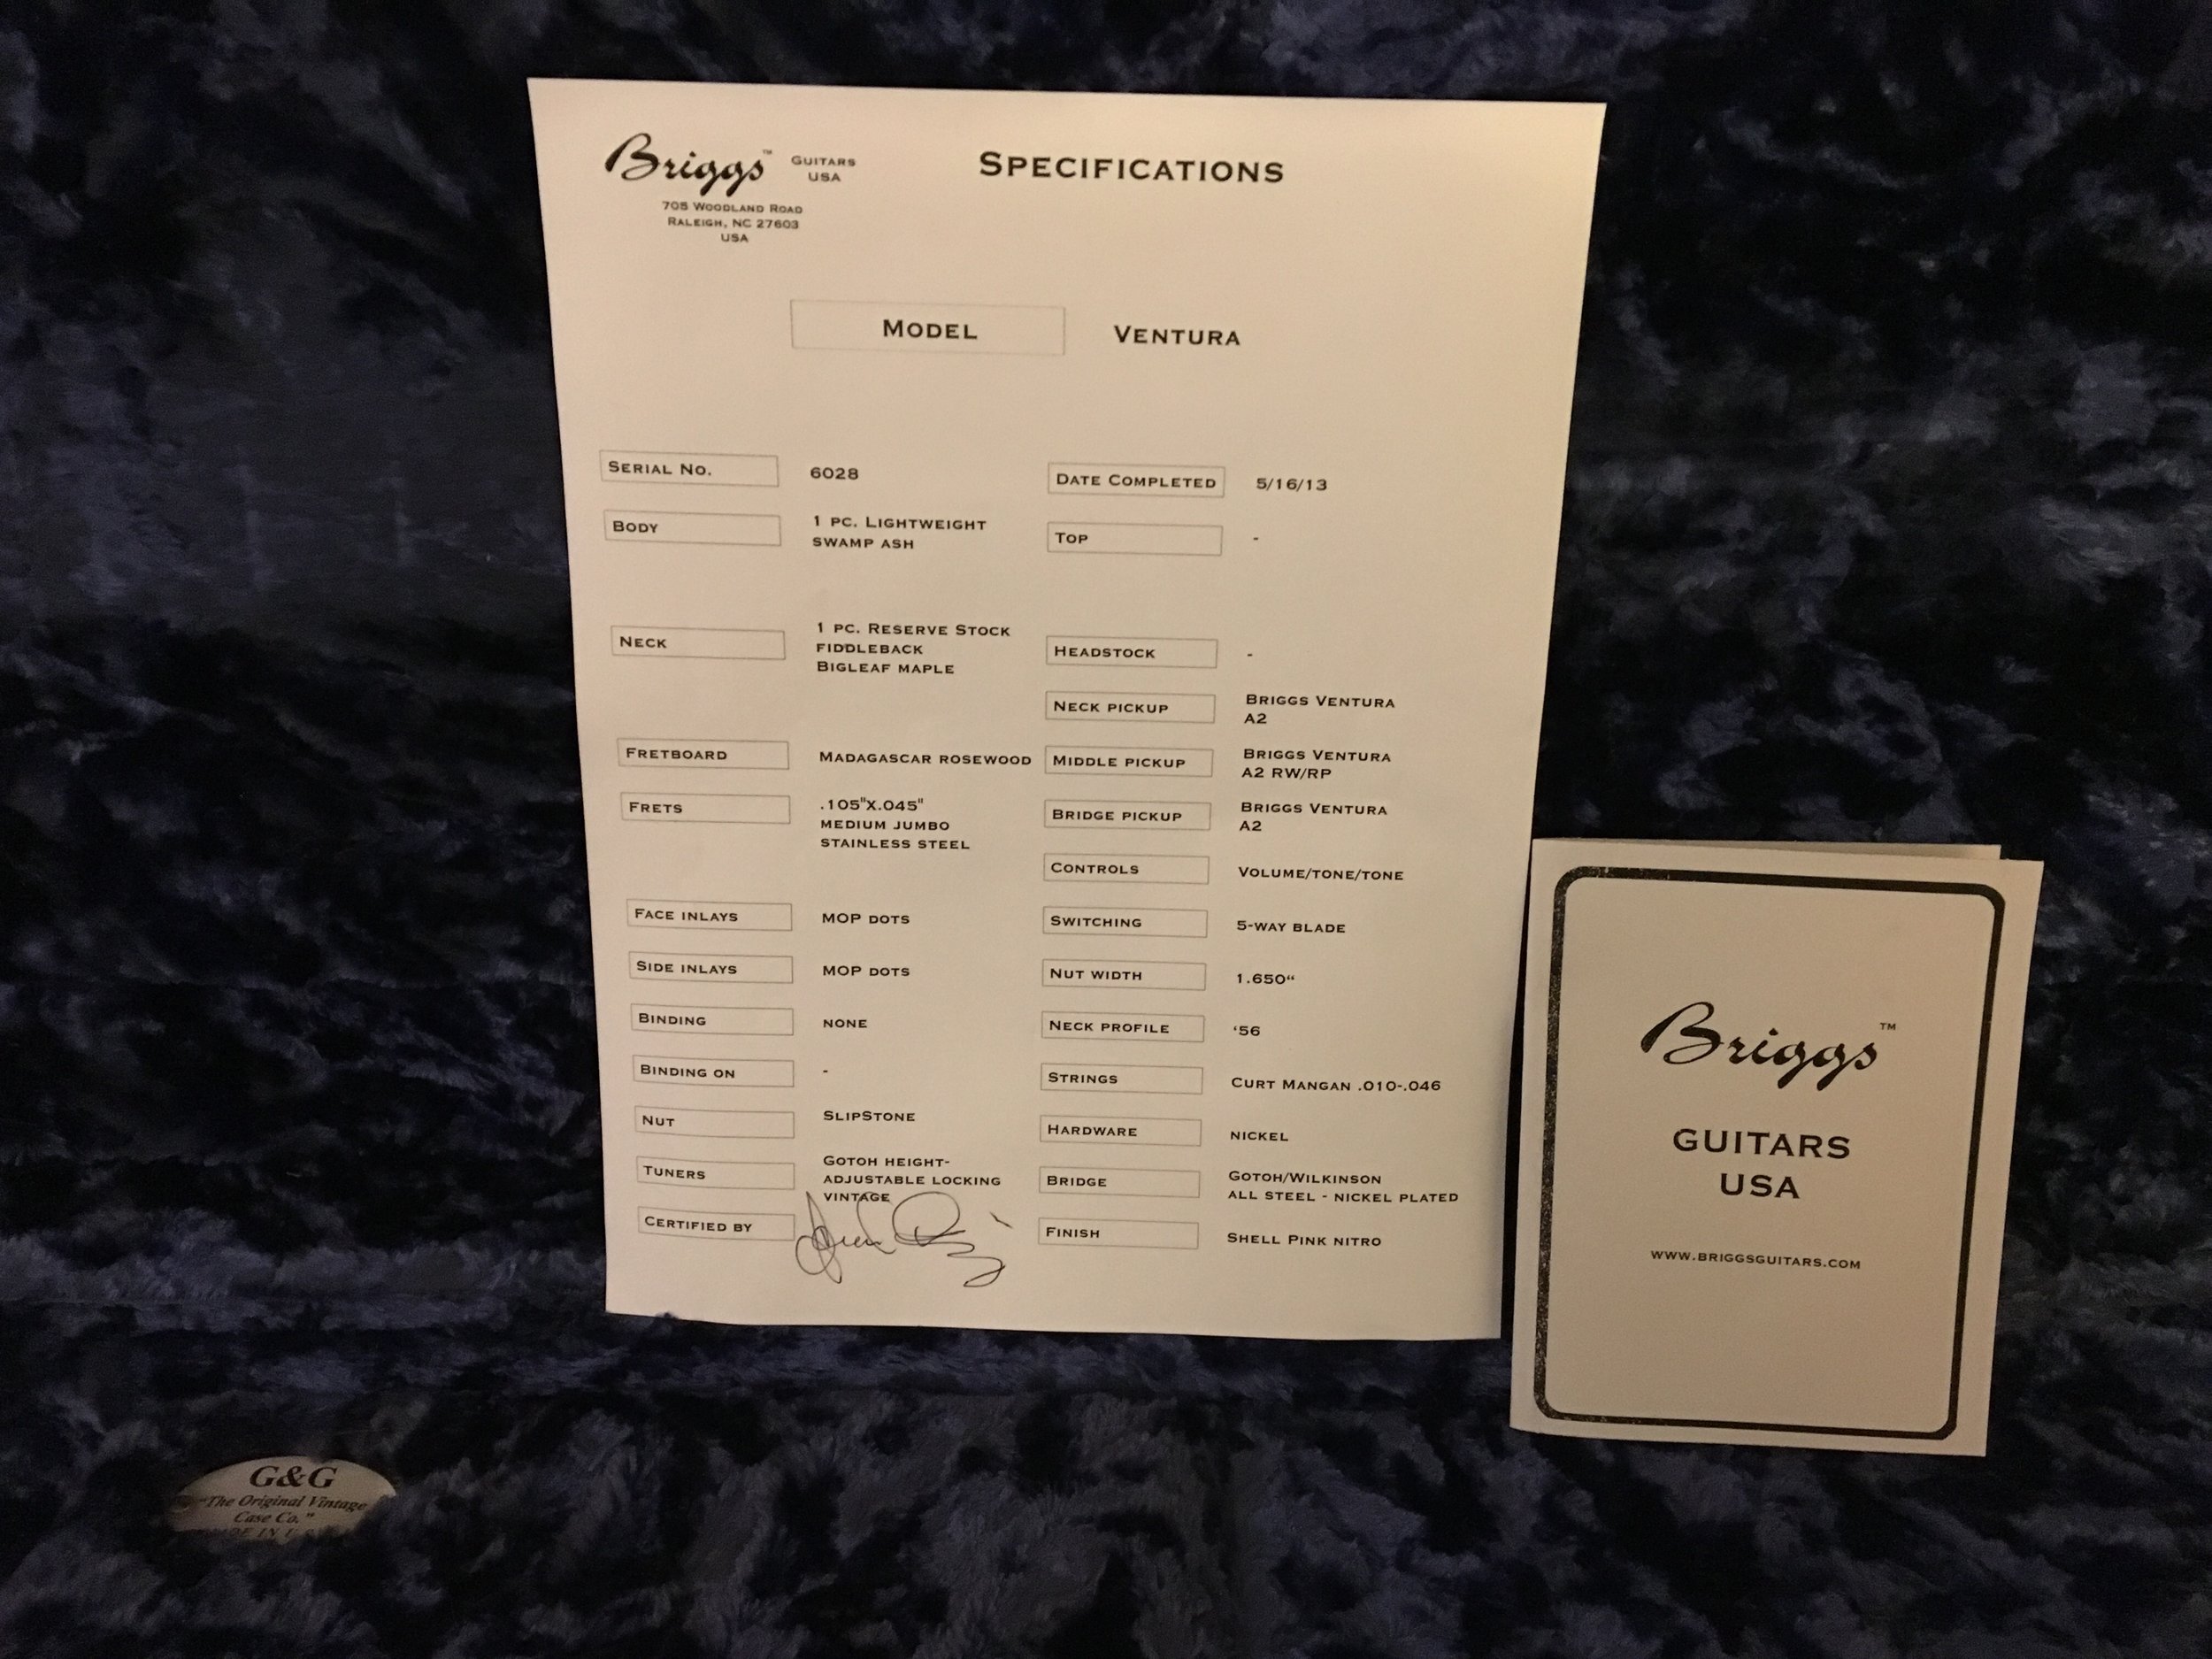 Briggs™ GUITARS
USA
SPECIFICATIONS
705 WOODLAND ROAD
RALEIGH, NC 27603
USA
MODEL VENTURA
SERIAL NO. 6028
DATE COMPLETED 5/16/13
BODY 1 PC. LIGHTWEIGHT
SWAMP ASH
TOP -
NECK 1 PC. RESERVE STOCK
FIDDLEBACK
BIGLEAF MAPLE
HEADSTOCK -
NECK PICKUP BRIGGS VENTURA
A2
FRETBOARD MADAGASCAR ROSEWOOD
MIDDLE PICKUP BRIGGS VENTURA
A2 RW/RP
FRETS .105"X.045"
MEDIUM JUMBO
STAINLESS STEEL
BRIDGE PICKUP BRIGGS VENTURA
A2
CONTROLS VOLUME/TONE/TONE
FACE INLAYS MOP DOTS
SWITCHING 5-WAY BLADE
SIDE INLAYS MOP DOTS
NUT WIDTH 1.650"
BINDING NONE
NECK PROFILE '56
BINDING ON -
STRINGS CURT MANGAN .010-.046
NUT SLIPSTONE
HARDWARE NICKEL
TUNERS GOTOH HEIGHT-
ADJUSTABLE LOCKING
VINTAGE
BRIDGE GOTOH/WILKINSON
ALL STEEL - NICKEL PLATED
CERTIFIED BY
FINISH SHELL PINK NITRO
Briggs™
GUITARS
USA
WWW.BRIGGSGUITARS.COM
G&G
"The Original Vintage
Case Co."
IN